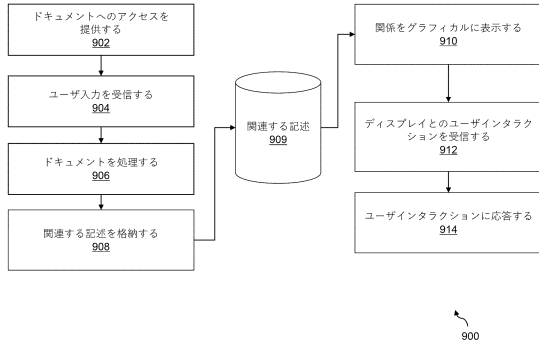 ドキュメントへのアクセスを
提供する
902
ユーザ入力を受信する
904
ドキュメントを処理する
906
関連する記述を格納する
908
関連する記述
909
関係をグラフィカルに表示する
910
ディスプレイとのユーザインタラク
ションを受信する
912
ユーザインタラクションに応答する
914
900